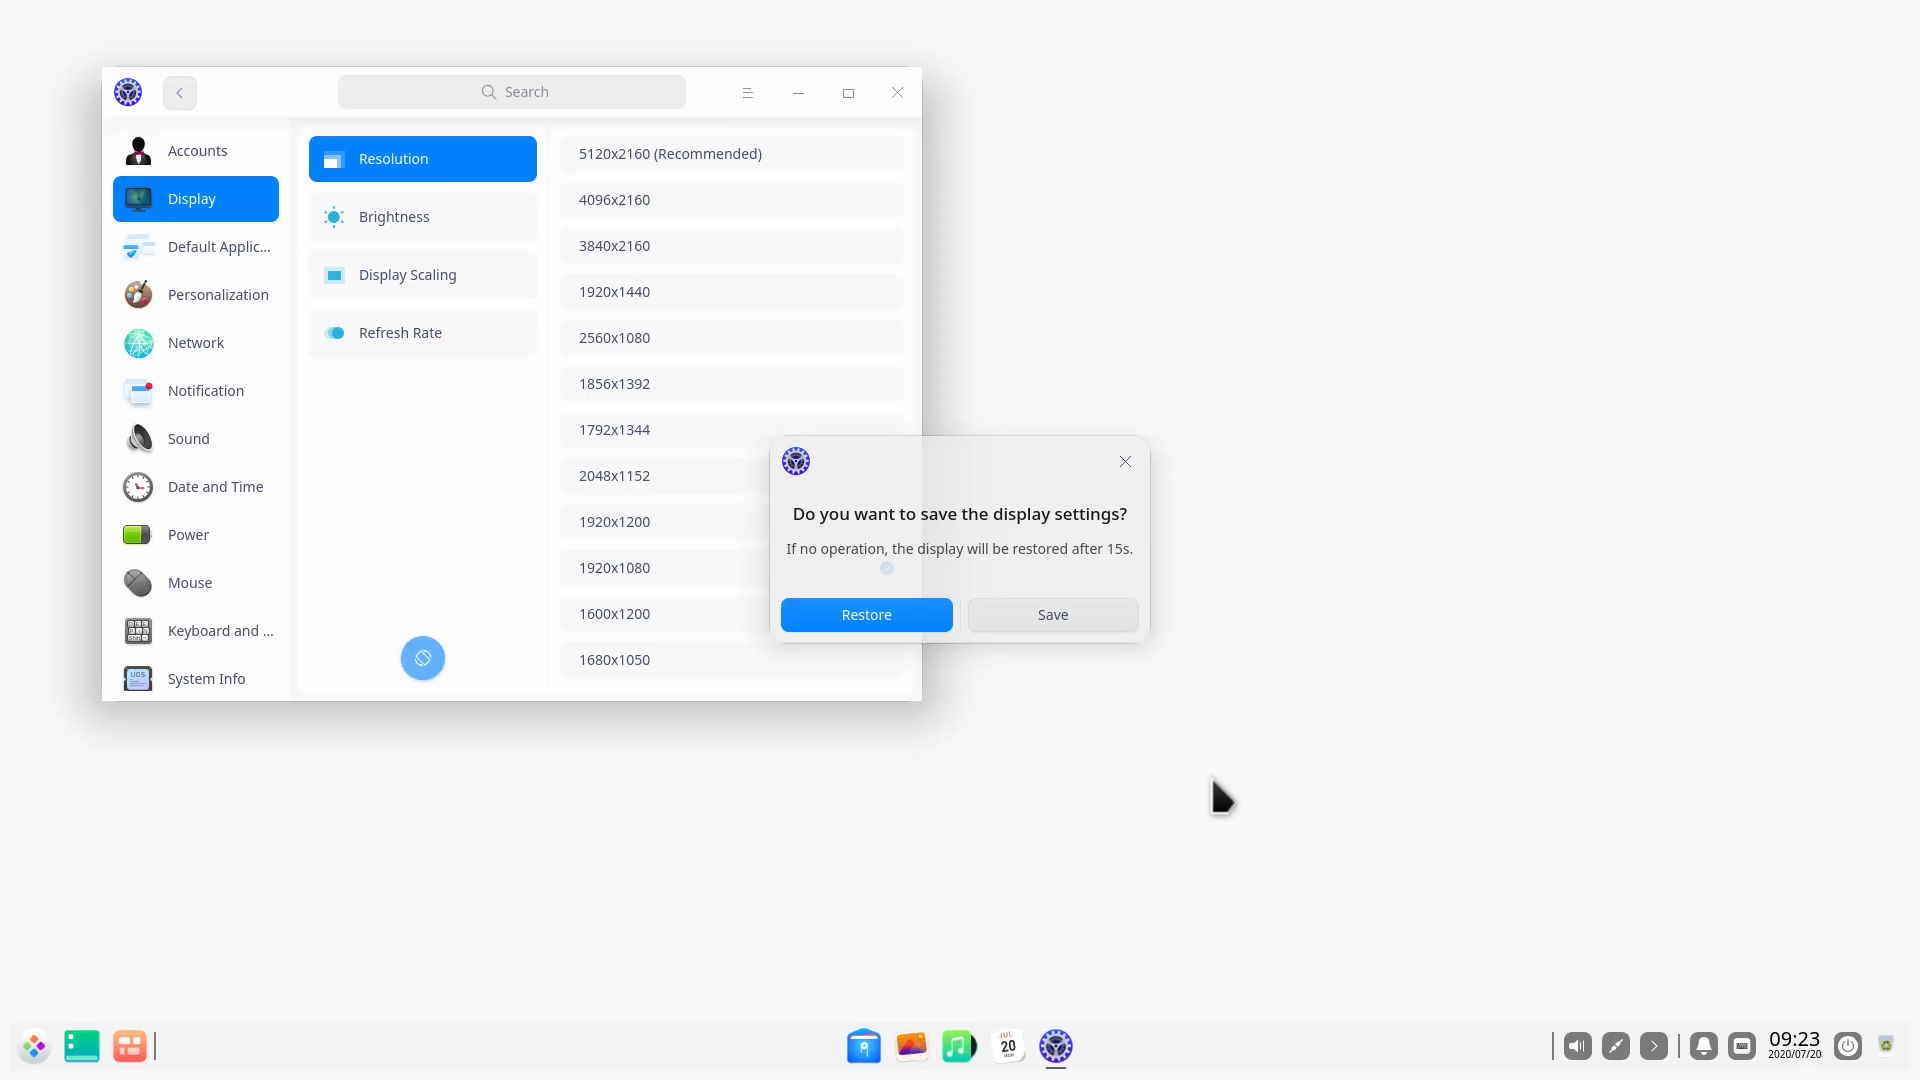 Search
Accounts
Display
Default Applic...
Personalization
Network
Notification
Sound
Date and Time
Power
Mouse
Keyboard and ...
System Info
Resolution
Brightness
Display Scaling
Refresh Rate
5120x2160 (Recommended)
4096x2160
3840x2160
1920x1440
2560x1080
1856x1392
1792x1344
2048x1152
1920x1200
1920x1080
1600x1200
1680x1050
Do you want to save the display settings?
If no operation, the display will be restored after 15s.
Restore
Save
UOS
JUL
20
MON
09:23
2020/07/20